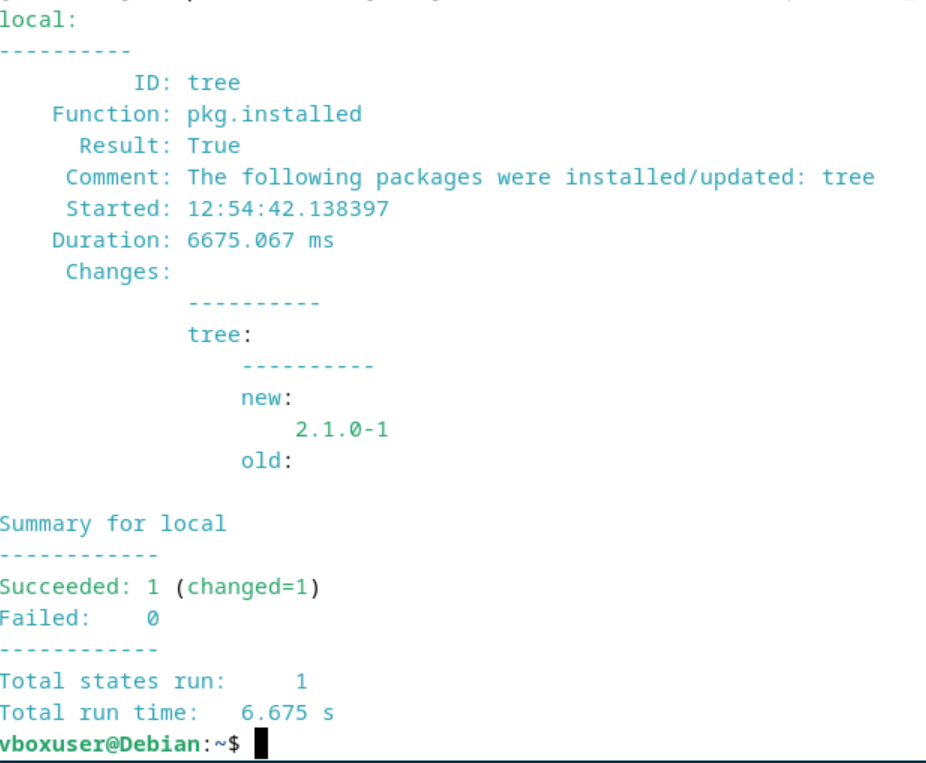 local:
----------
          ID: tree
    Function: pkg.installed
      Result: True
     Comment: The following packages were installed/updated: tree
     Started: 12:54:42.138397
    Duration: 6675.067 ms
     Changes:
              ----------
              tree:
                  ----------
                  new:
                      2.1.0-1
                  old:

Summary for local
------------
Succeeded: 1 (changed=1)
Failed:    0
------------
Total states run:     1
Total run time:   6.675 s
vboxuser@Debian:~$